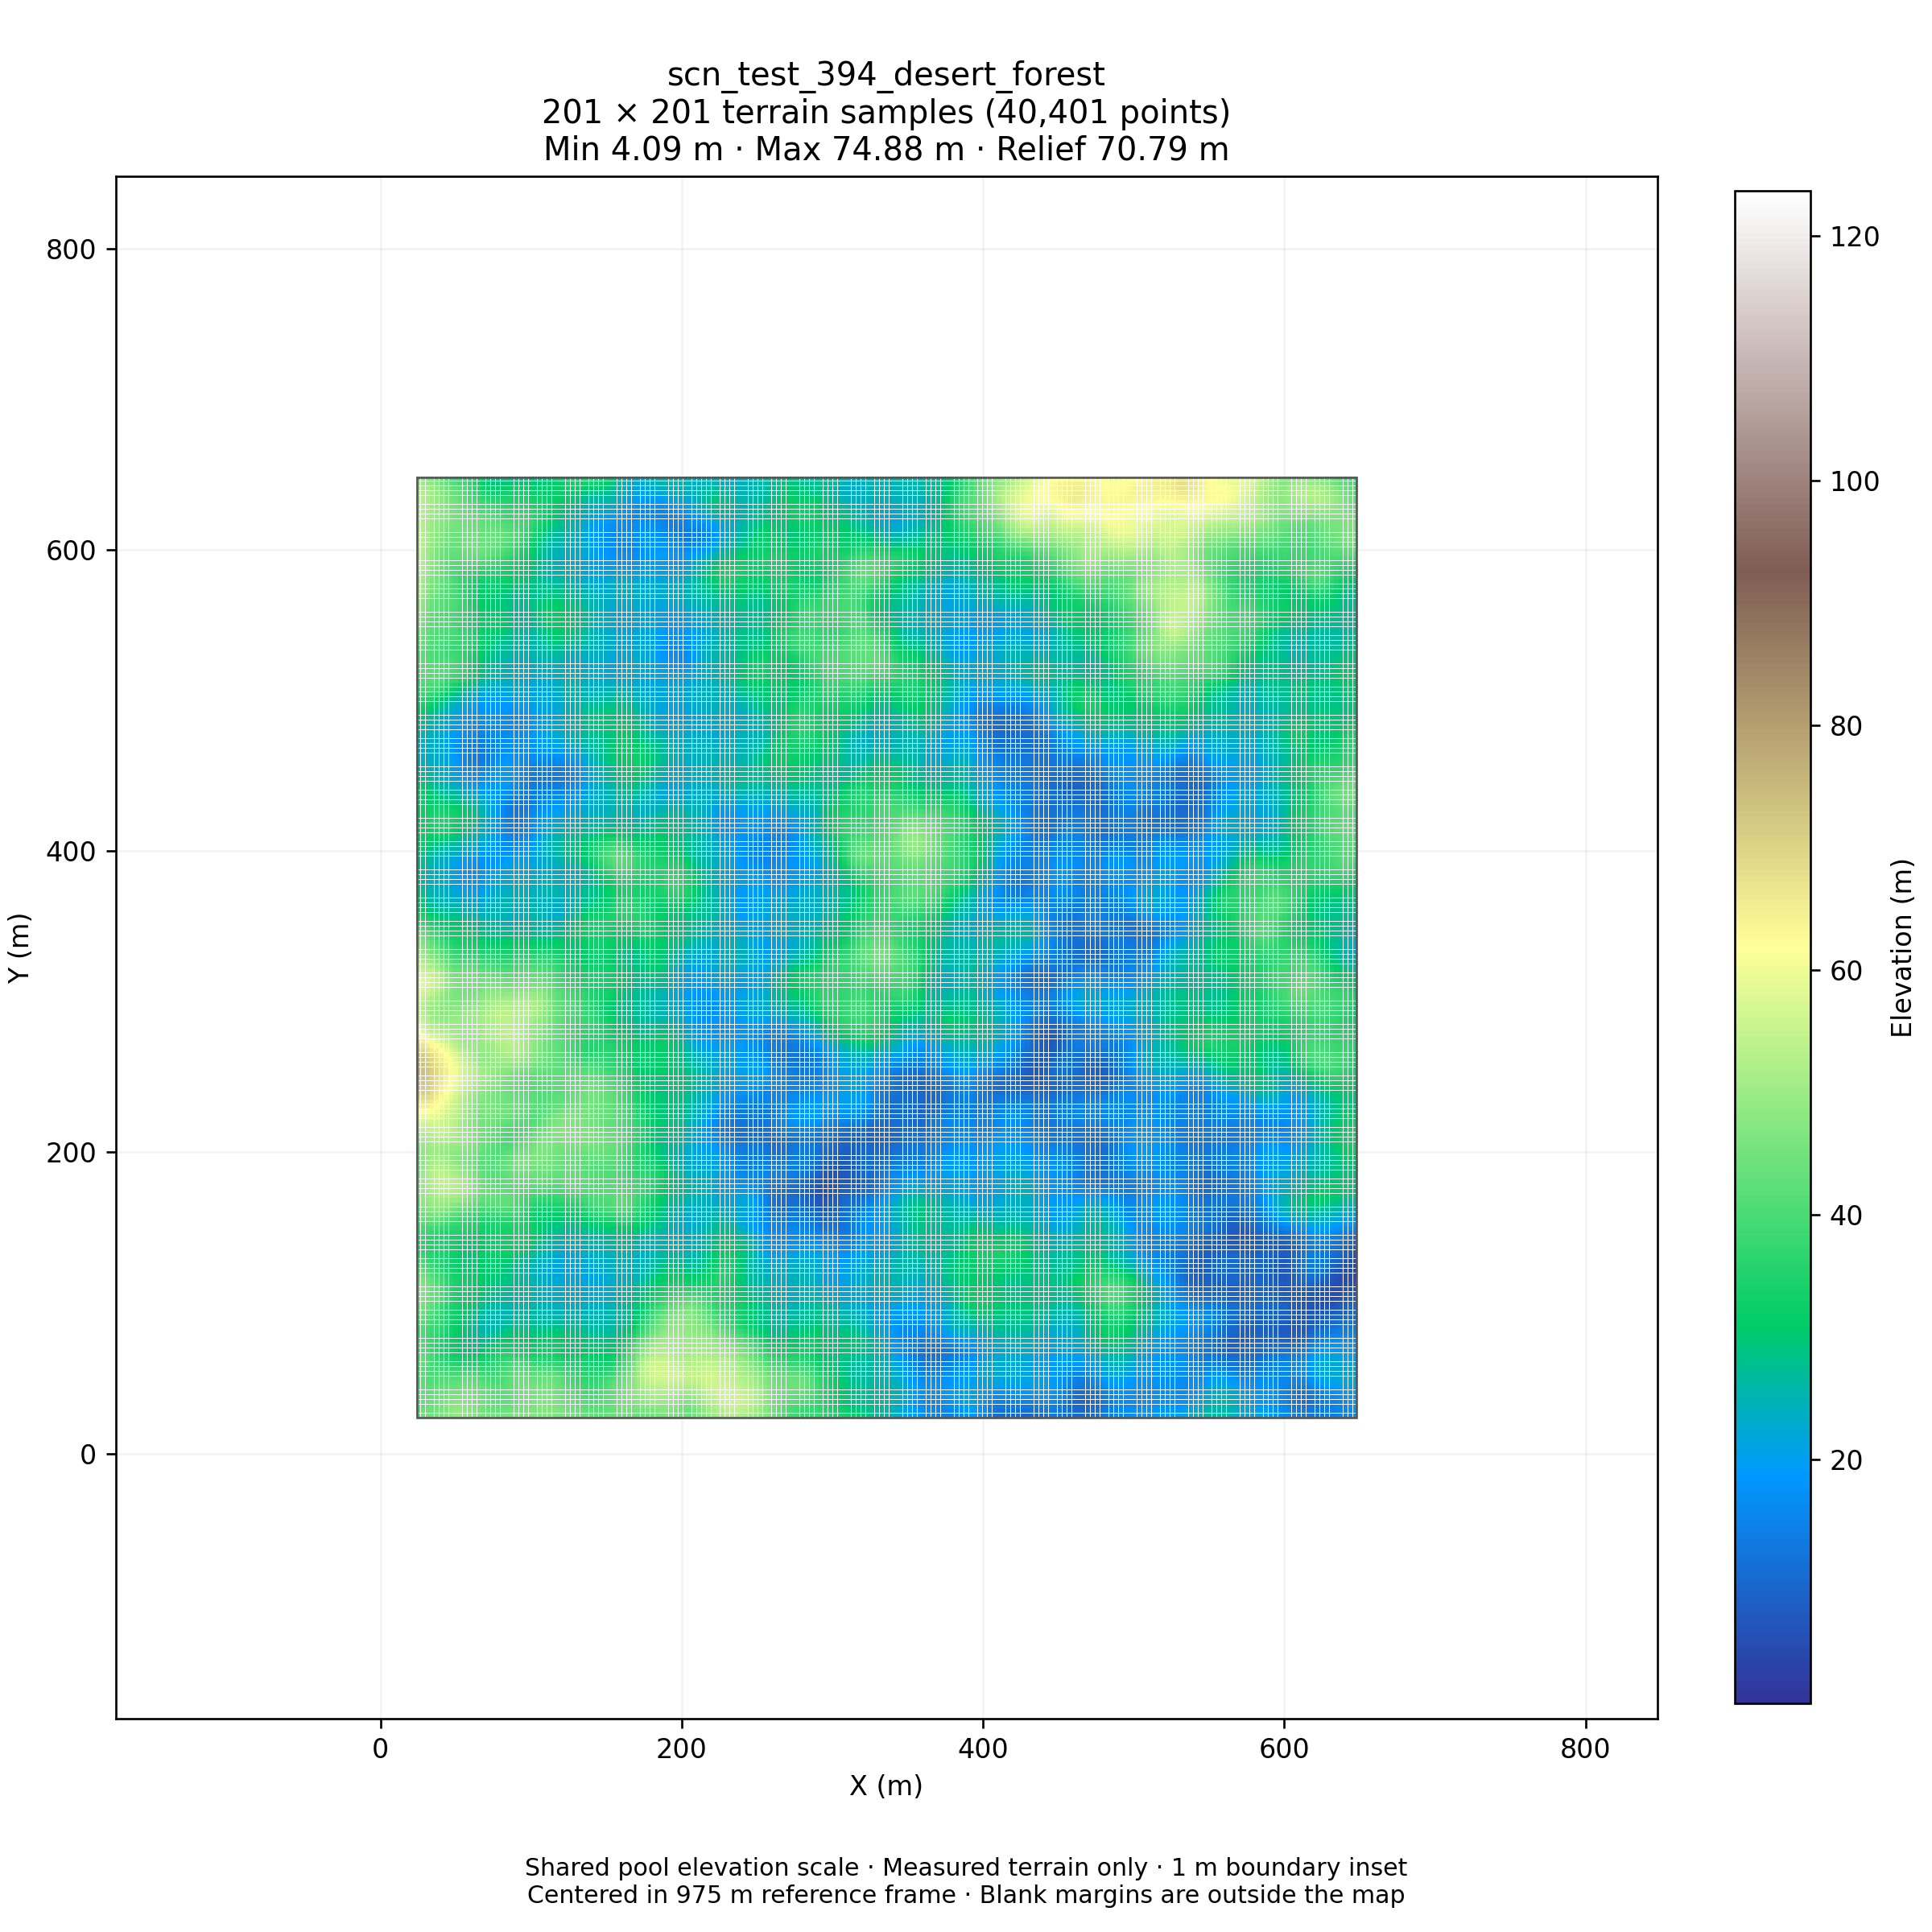 scn_test_394_desert_forest
201 × 201 terrain samples (40,401 points)
Min 4.09 m · Max 74.88 m · Relief 70.79 m
800
600
400
200
0
Y (m)
0
200
400
600
800
X (m)
120
100
80
60
40
20
Elevation (m)
Shared pool elevation scale · Measured terrain only · 1 m boundary inset
Centered in 975 m reference frame · Blank margins are outside the map